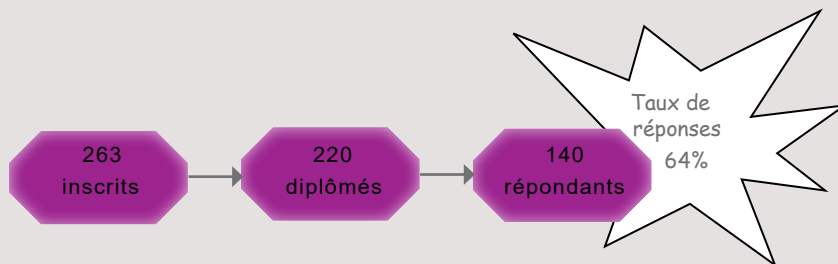 263
inscrits
220
diplômés
140
répondants
Taux de
réponses
64%